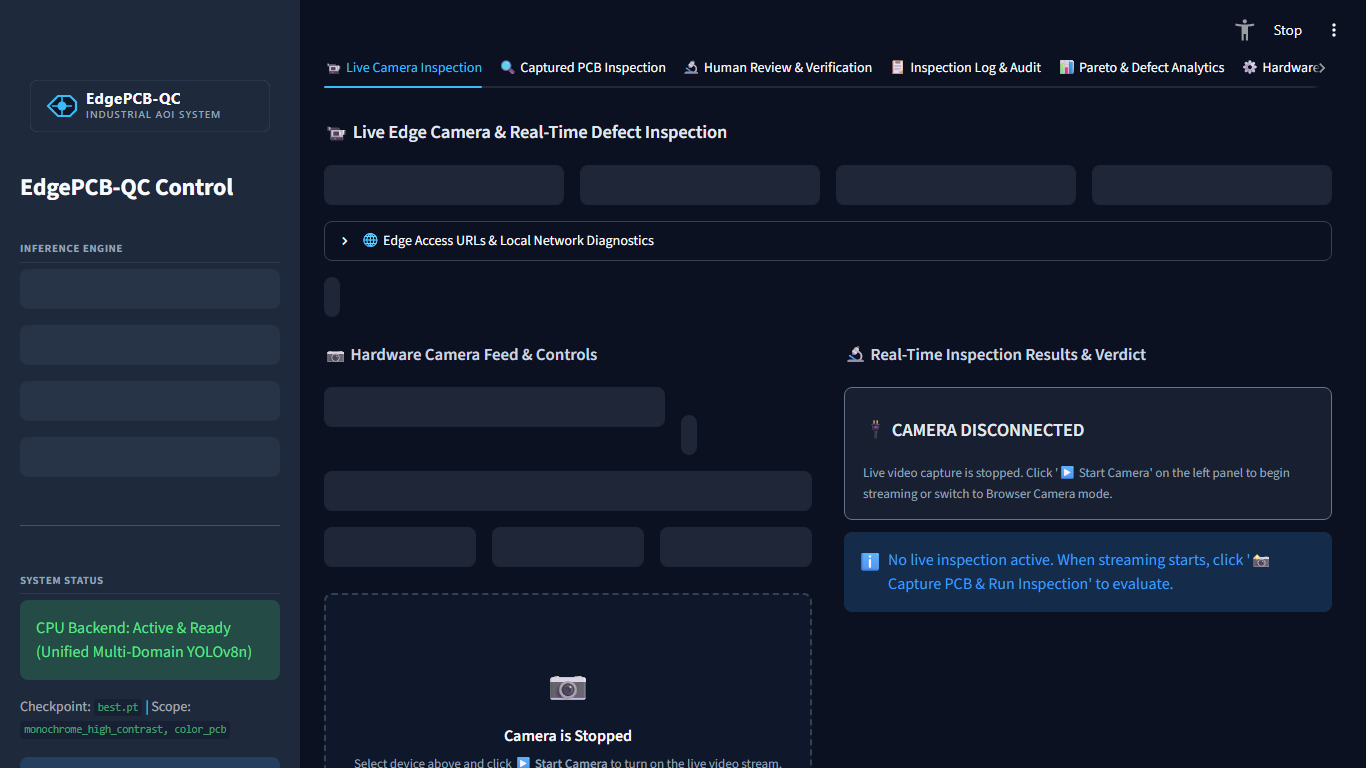 Stop
EdgePCB-QC
INDUSTRIAL AOI SYSTEM
EdgePCB-QC Control
INFERENCE ENGINE
SYSTEM STATUS
CPU Backend: Active & Ready
(Unified Multi-Domain YOLOv8n)
Checkpoint: best.pt | Scope:
monochrome_high_contrast, color_pcb
Live Camera Inspection
Captured PCB Inspection
Human Review & Verification
Inspection Log & Audit
Pareto & Defect Analytics
Hardware
Live Edge Camera & Real-Time Defect Inspection
Edge Access URLs & Local Network Diagnostics
Hardware Camera Feed & Controls
Camera is Stopped
Select device above and click ▶️ Start Camera to turn on the live video stream.
Real-Time Inspection Results & Verdict
CAMERA DISCONNECTED
Live video capture is stopped. Click '▶️ Start Camera' on the left panel to begin
streaming or switch to Browser Camera mode.
No live inspection active. When streaming starts, click '📸
Capture PCB & Run Inspection' to evaluate.